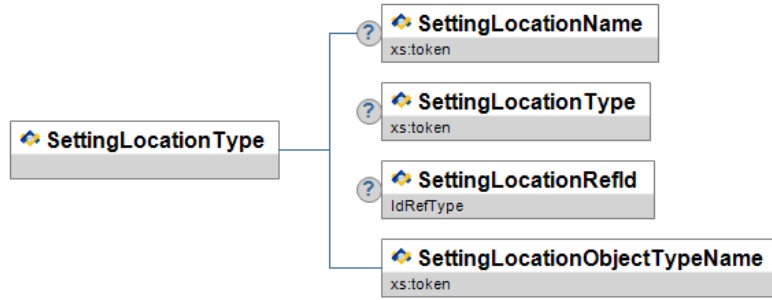 ?
SettingLocationName
xs:token
?
SettingLocationType
xs:token
SettingLocationType
?
SettingLocationRefId
IdRefType
SettingLocationObjectTypeName
xs:token